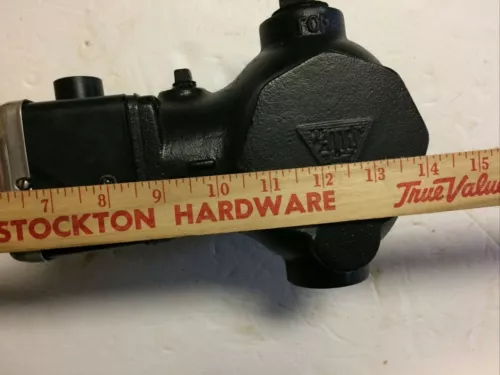 7 8 9 10 11 12 13 14 15
STOCKTON HARDWARE True Value